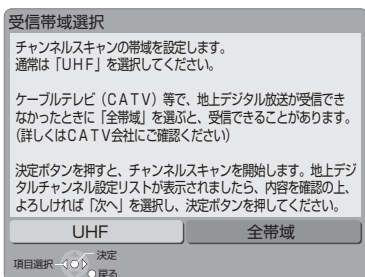 受信帯域選択
チャンネルスキャンの帯域を設定します。
通常は「UHF」を選択してください。
ケーブルテレビ（CATV）等で、地上デジタル放送が受信でき
なかったときに「全帯域」を選ぶと、受信できることがあります。
（詳しくはCATV会社にご確認ください）
決定ボタンを押すと、チャンネルスキャンを開始します。地上デジ
タルチャンネル設定リストが表示されましたら、内容を確認の上、
よろしければ「次へ」を選択し、決定ボタンを押してください。
UHF 全帯域
決定
項目選択
戻る